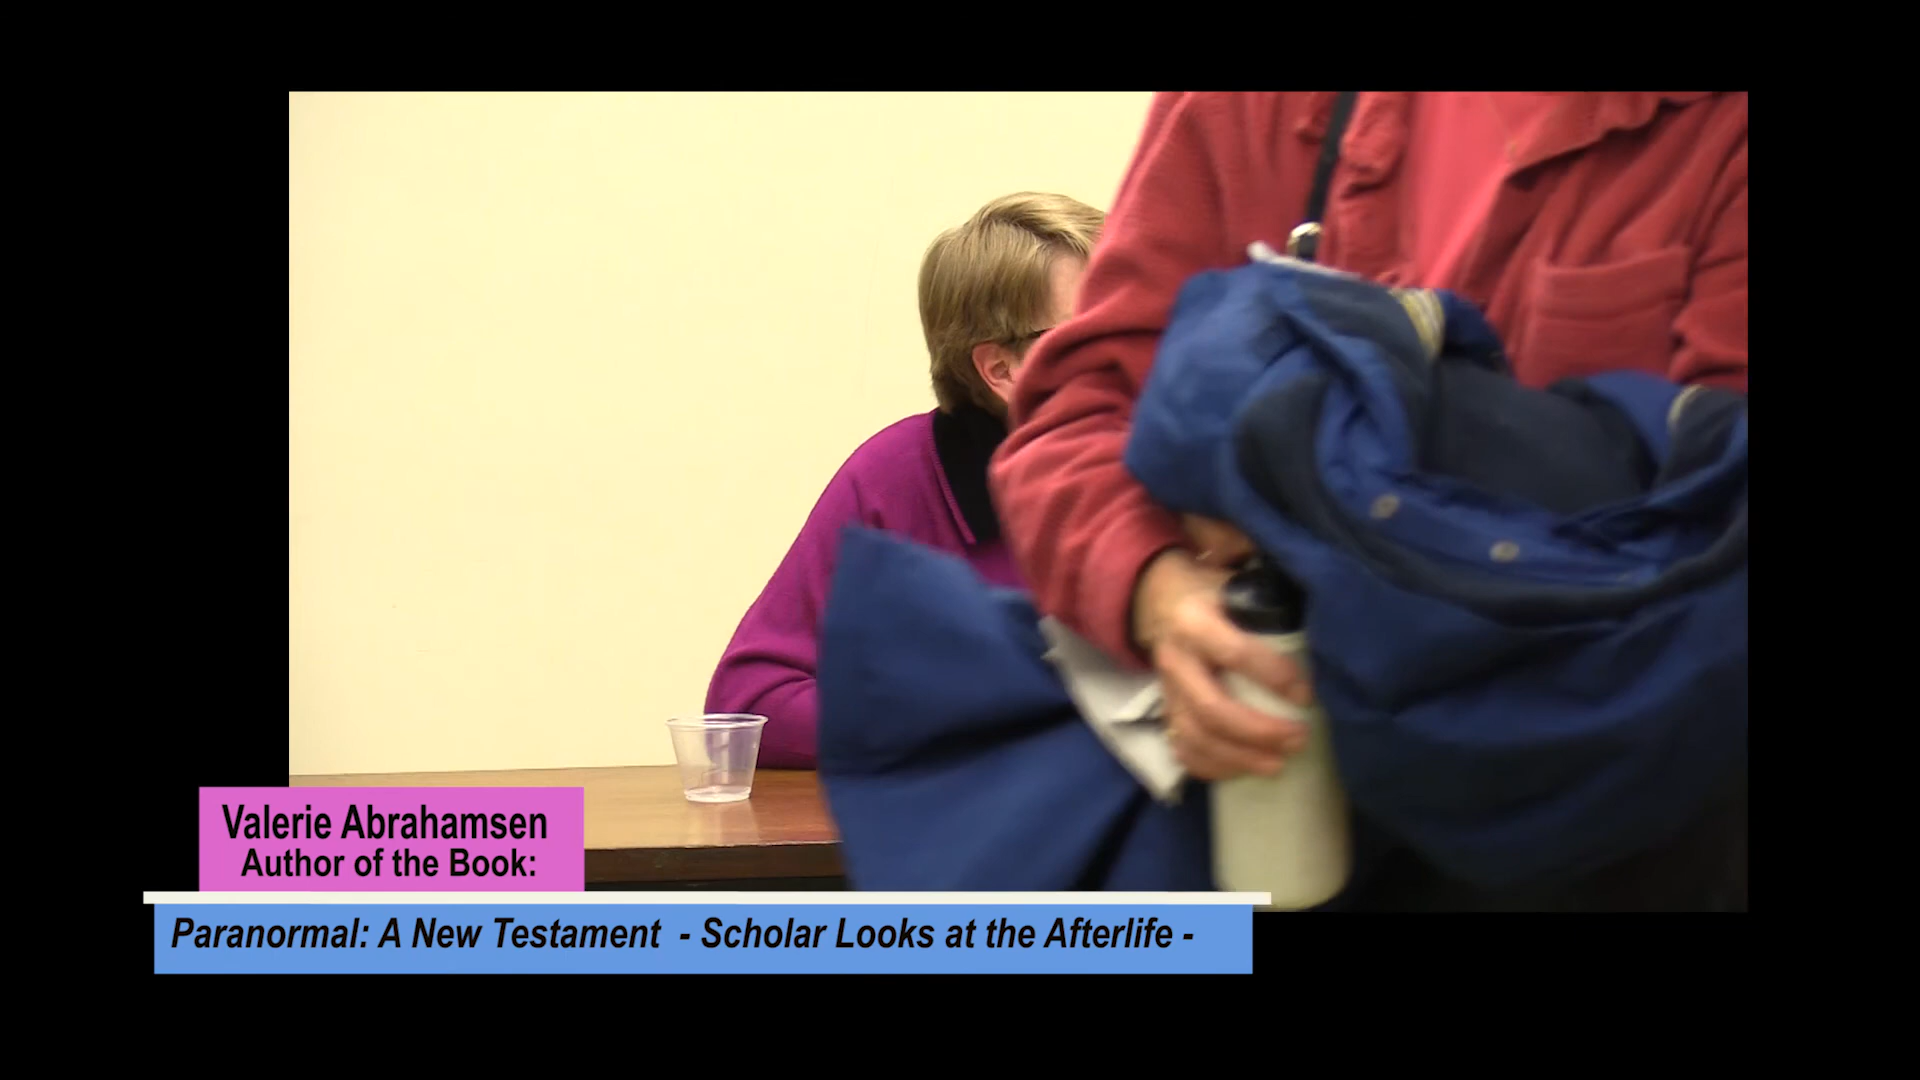 Valerie Abrahamsen
Author of the Book:
Paranormal: A New Testament - Scholar Looks at the Afterlife -